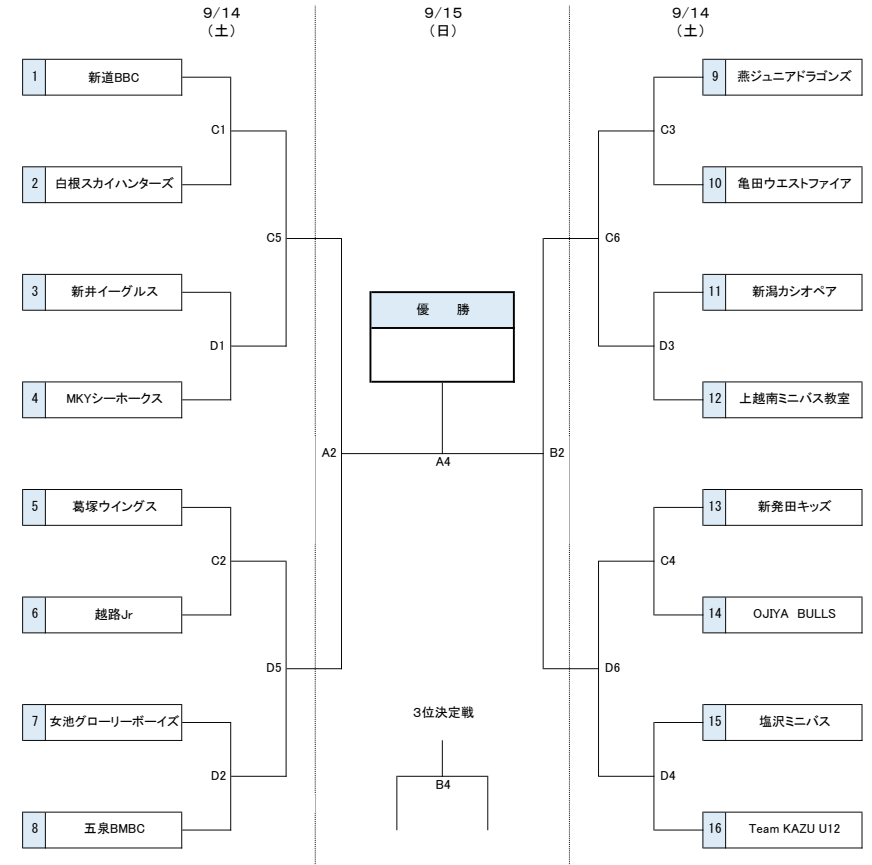 9/14
（土）
9/15
（日）
9/14
（土）
1 新道BBC
C1
2 白根スカイハンターズ
C5
3 新井イーグルス
D1
4 MKYシーホークス
A2
5 葛塚ウイングス
C2
6 越路Jr
D5
7 女池グローリーボーイズ
D2
8 五泉BMBC
優　勝
A4
3位決定戦
B4
9 燕ジュニアドラゴンズ
C3
10 亀田ウエストファイア
C6
11 新潟カシオペア
D3
12 上越南ミニバス教室
B2
13 新発田キッズ
C4
14 OJIYA　BULLS
D6
15 塩沢ミニバス
D4
16 Team KAZU U12